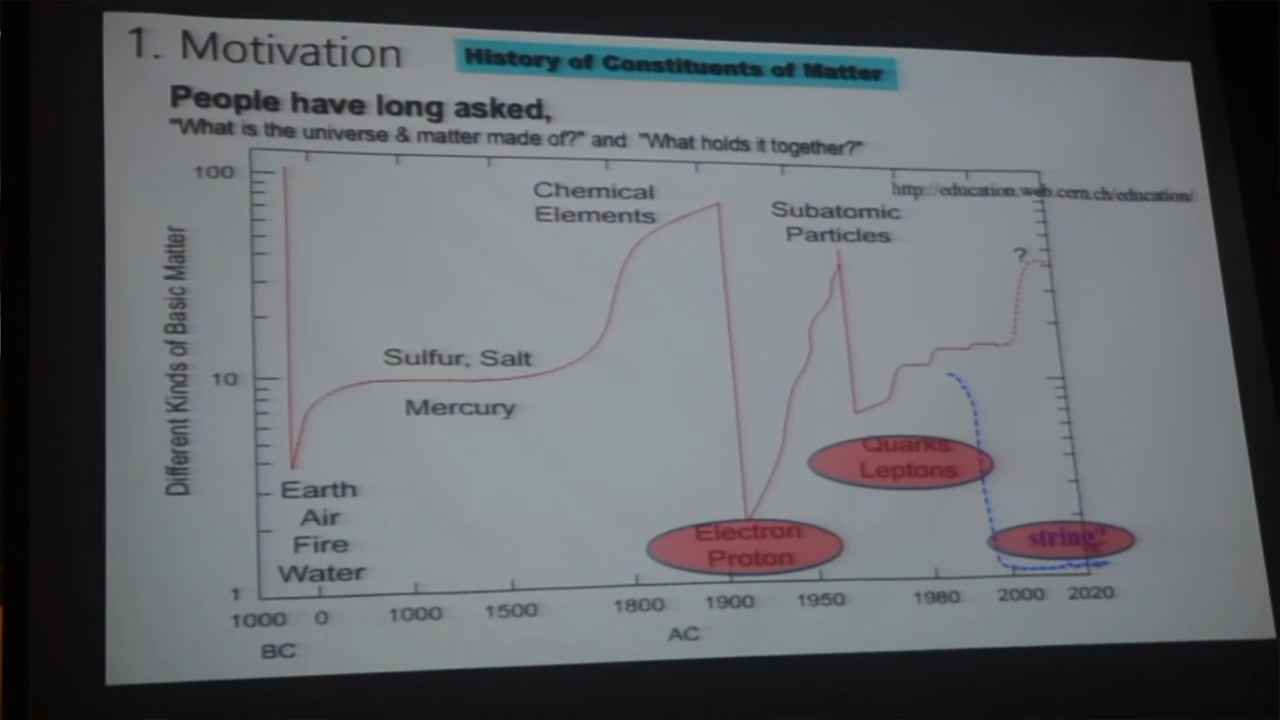 1. Motivation
History of Constituents of Matter
People have long asked,
"What is the universe & matter made of?" and "What holds it together?"
http://education.web.cern.ch/education/
Different Kinds of Basic Matter
100
10
1
Chemical
Elements
Subatomic
Particles
?
Sulfur, Salt
Mercury
Quarks
Leptons
Earth
Air
Fire
Water
Electron
Proton
string?
1000 0 1000 1500 1800 1900 1950 1980 2000 2020
BC AC